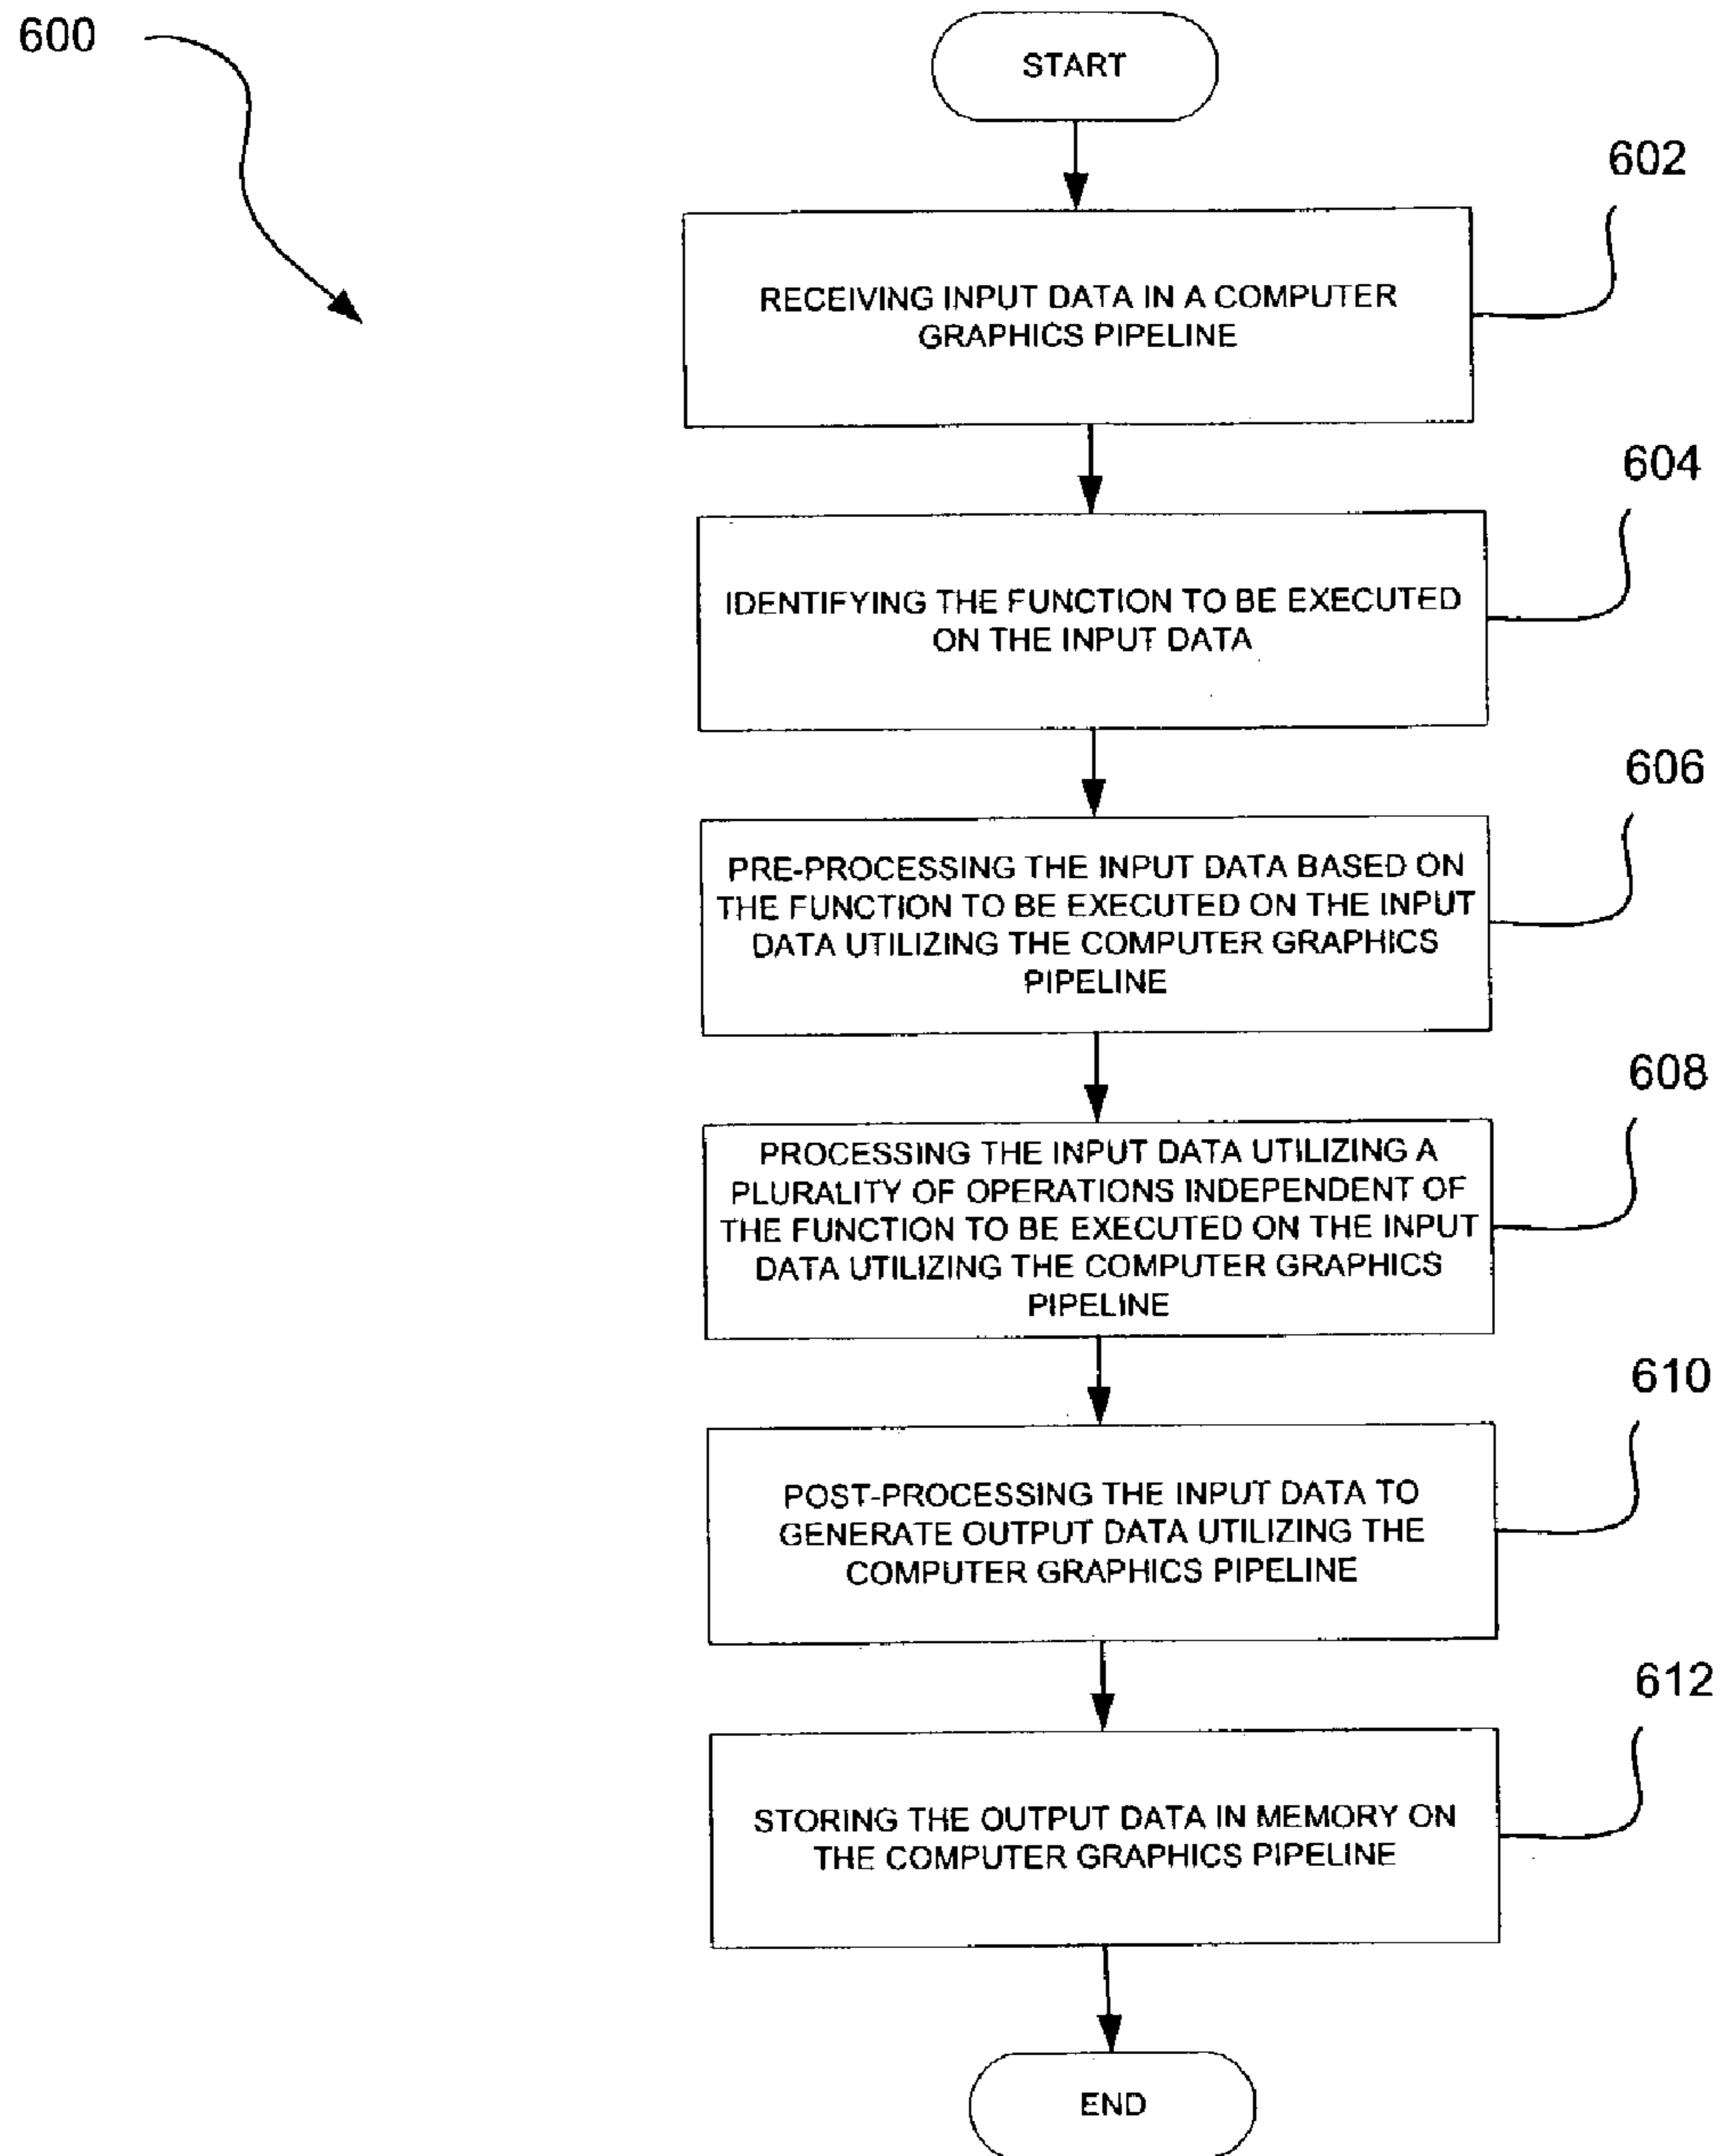 600
START
602
RECEIVING INPUT DATA IN A COMPUTER
GRAPHICS PIPELINE
604
IDENTIFYING THE FUNCTION TO BE EXECUTED
ON THE INPUT DATA
606
PRE-PROCESSING THE INPUT DATA BASED ON
THE FUNCTION TO BE EXECUTED ON THE INPUT
DATA UTILIZING THE COMPUTER GRAPHICS
PIPELINE
608
PROCESSING THE INPUT DATA UTILIZING A
PLURALITY OF OPERATIONS INDEPENDENT OF
THE FUNCTION TO BE EXECUTED ON THE INPUT
DATA UTILIZING THE COMPUTER GRAPHICS
PIPELINE
610
POST-PROCESSING THE INPUT DATA TO
GENERATE OUTPUT DATA UTILIZING THE
COMPUTER GRAPHICS PIPELINE
612
STORING THE OUTPUT DATA IN MEMORY ON
THE COMPUTER GRAPHICS PIPELINE
END